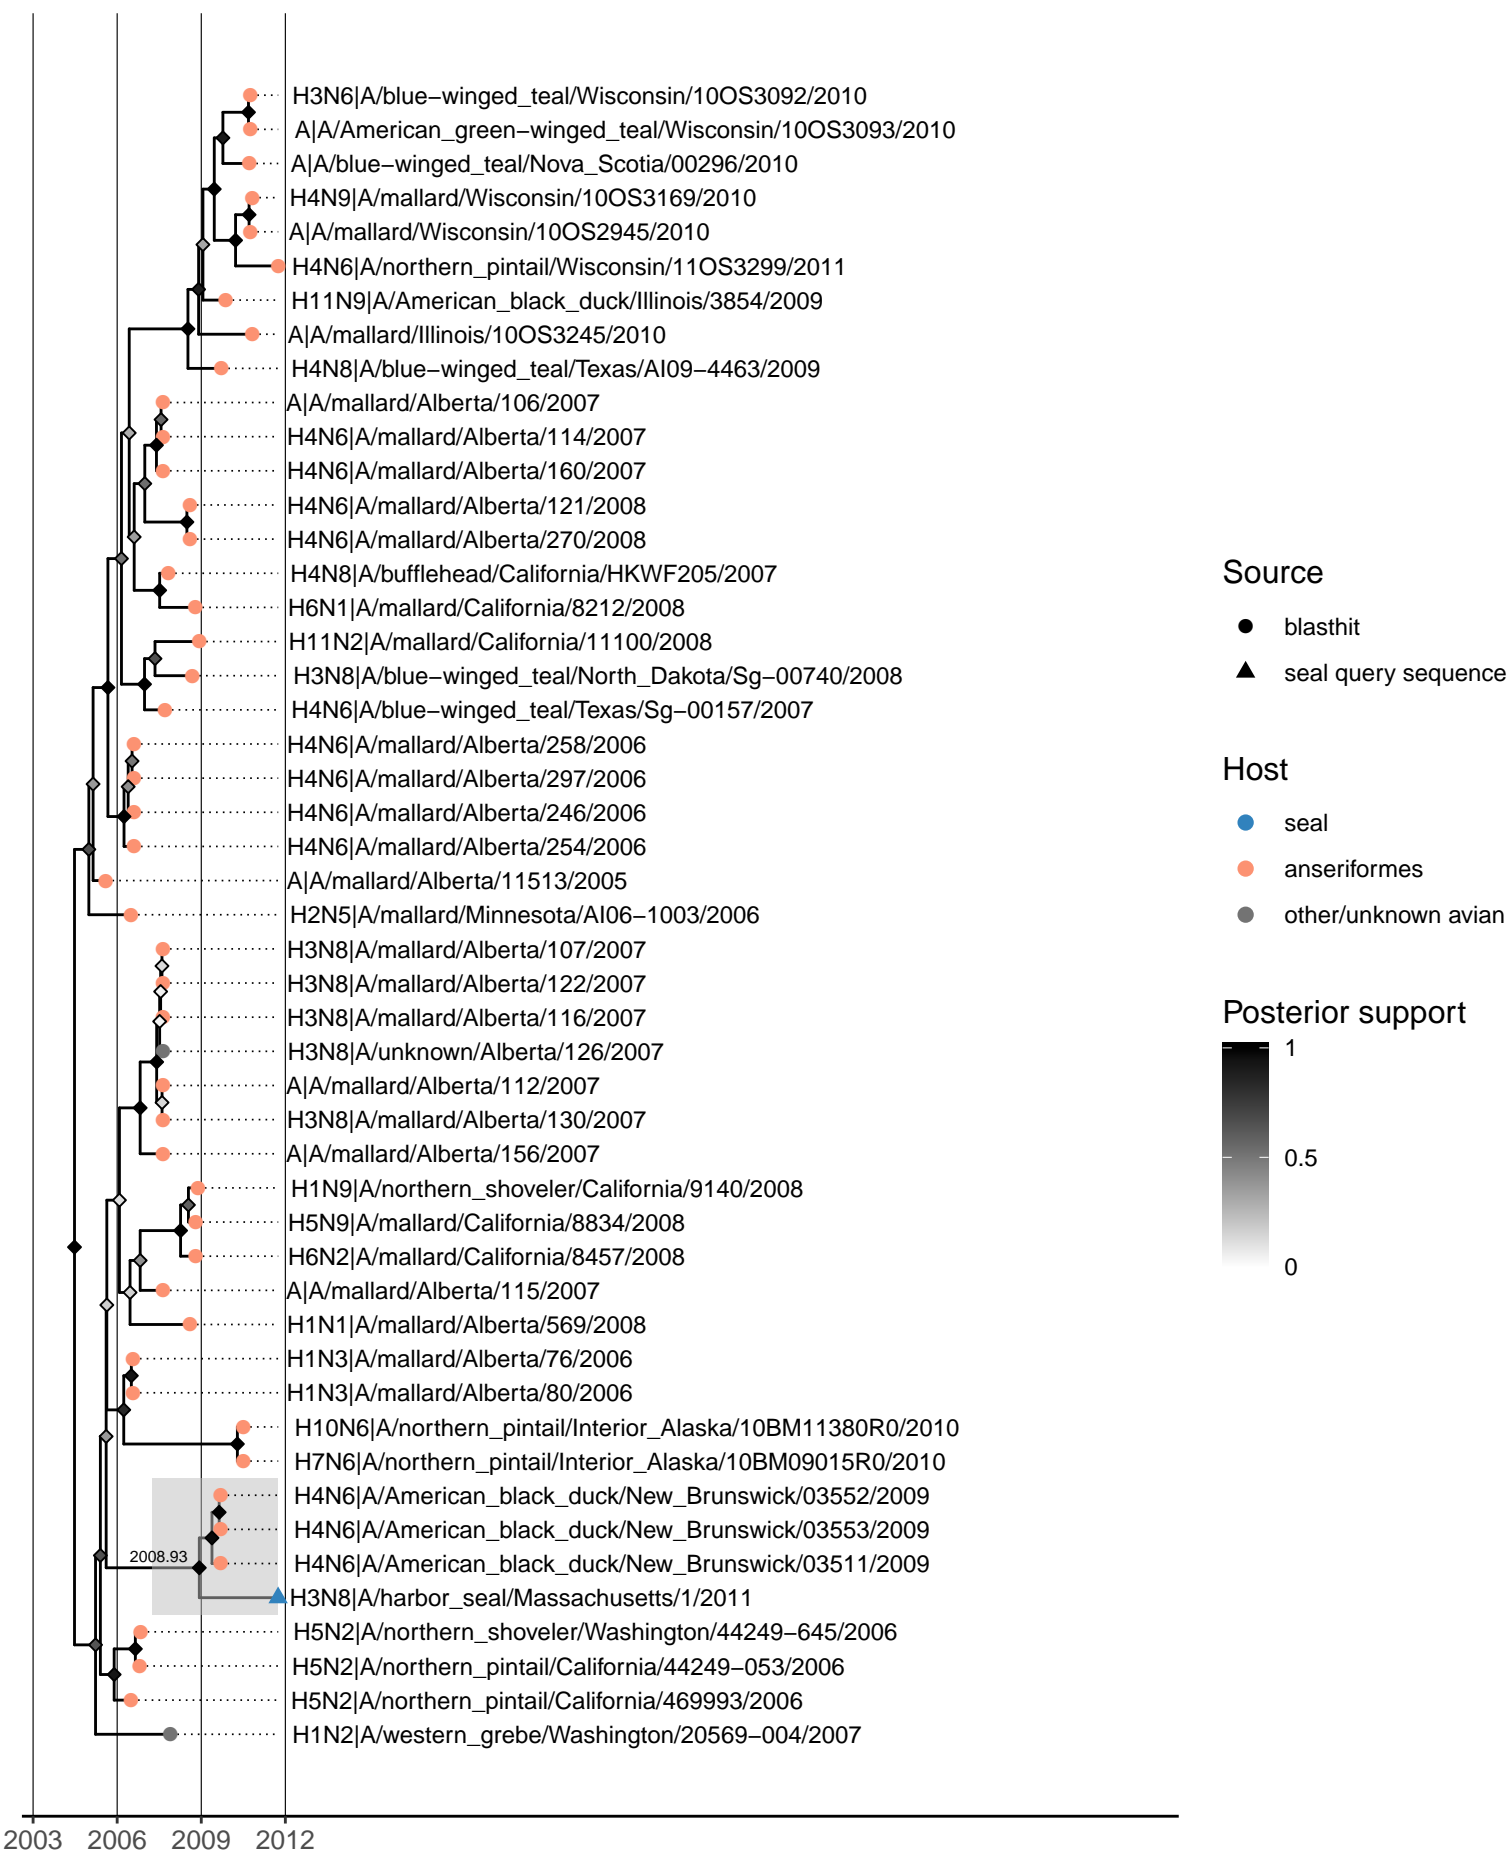 H3N6|A/blue−winged_teal/Wisconsin/10OS3092/2010
A|A/American_green−winged_teal/Wisconsin/10OS3093/2010
A|A/blue−winged_teal/Nova_Scotia/00296/2010
H4N9|A/mallard/Wisconsin/10OS3169/2010
A|A/mallard/Wisconsin/10OS2945/2010
H4N6|A/northern_pintail/Wisconsin/11OS3299/2011
H11N9|A/American_black_duck/Illinois/3854/2009
A|A/mallard/Illinois/10OS3245/2010
H4N8|A/blue−winged_teal/Texas/AI09−4463/2009
A|A/mallard/Alberta/106/2007
H4N6|A/mallard/Alberta/114/2007
H4N6|A/mallard/Alberta/160/2007
H4N6|A/mallard/Alberta/121/2008
H4N6|A/mallard/Alberta/270/2008
H4N8|A/bufflehead/California/HKWF205/2007
H6N1|A/mallard/California/8212/2008
H11N2|A/mallard/California/11100/2008
H3N8|A/blue−winged_teal/North_Dakota/Sg−00740/2008
H4N6|A/blue−winged_teal/Texas/Sg−00157/2007
H4N6|A/mallard/Alberta/258/2006
H4N6|A/mallard/Alberta/297/2006
H4N6|A/mallard/Alberta/246/2006
H4N6|A/mallard/Alberta/254/2006
A|A/mallard/Alberta/11513/2005
H2N5|A/mallard/Minnesota/AI06−1003/2006
H3N8|A/mallard/Alberta/107/2007
H3N8|A/mallard/Alberta/122/2007
H3N8|A/mallard/Alberta/116/2007
H3N8|A/unknown/Alberta/126/2007
A|A/mallard/Alberta/112/2007
H3N8|A/mallard/Alberta/130/2007
A|A/mallard/Alberta/156/2007
H1N9|A/northern_shoveler/California/9140/2008
H5N9|A/mallard/California/8834/2008
H6N2|A/mallard/California/8457/2008
A|A/mallard/Alberta/115/2007
H1N1|A/mallard/Alberta/569/2008
H1N3|A/mallard/Alberta/76/2006
H1N3|A/mallard/Alberta/80/2006
H10N6|A/northern_pintail/Interior_Alaska/10BM11380R0/2010
H7N6|A/northern_pintail/Interior_Alaska/10BM09015R0/2010
H4N6|A/American_black_duck/New_Brunswick/03552/2009
H4N6|A/American_black_duck/New_Brunswick/03553/2009
2008.93
H4N6|A/American_black_duck/New_Brunswick/03511/2009
H3N8|A/harbor_seal/Massachusetts/1/2011
H5N2|A/northern_shoveler/Washington/44249−645/2006
H5N2|A/northern_pintail/California/44249−053/2006
H5N2|A/northern_pintail/California/469993/2006
H1N2|A/western_grebe/Washington/20569−004/2007
2003 2006 2009 2012
Source
blasthit
seal query sequence
Host
seal
anseriformes
other/unknown avian
Posterior support
1
0.5
0